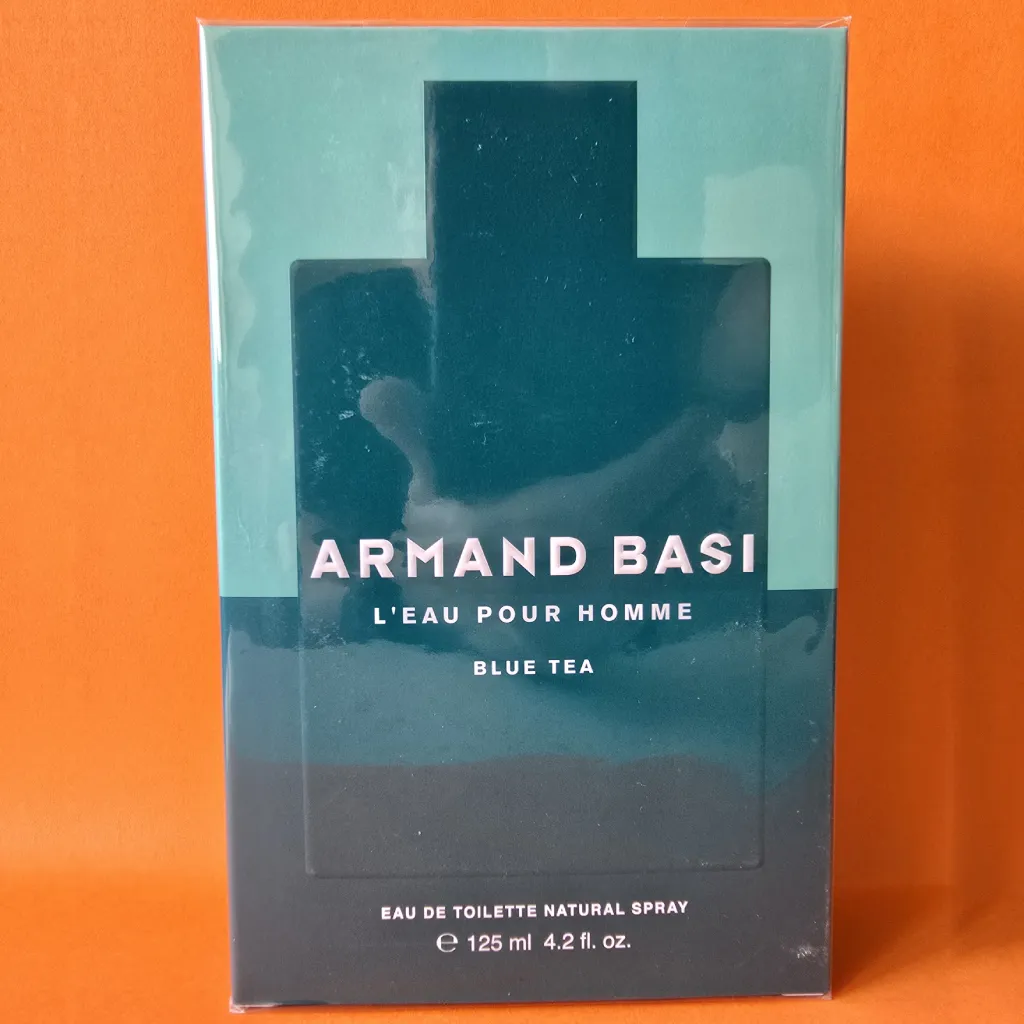 ARMAND BASI
L'EAU POUR HOMME
BLUE TEA
EAU DE TOILETTE NATURAL SPRAY
℮ 125 ml 4.2 fl. oz.